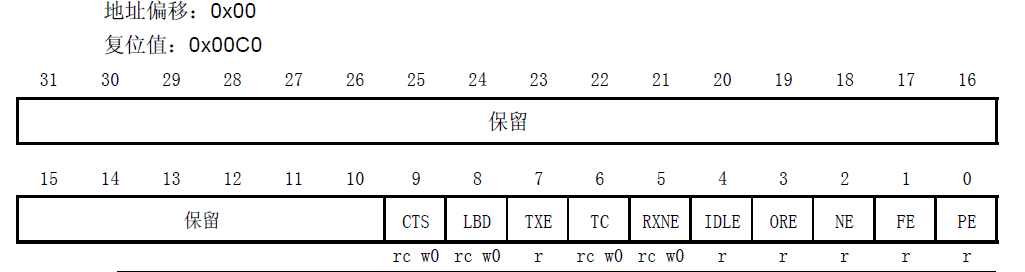 地址偏移：0x00
复位值：0x00C0
31 30 29 28 27 26 25 24 23 22 21 20 19 18 17 16
保留
15 14 13 12 11 10 9 8 7 6 5 4 3 2 1 0
保留 CTS LBD TXE TC RXNE IDLE ORE NE FE PE
rc w0 rc w0 r rc w0 rc w0 r r r r r